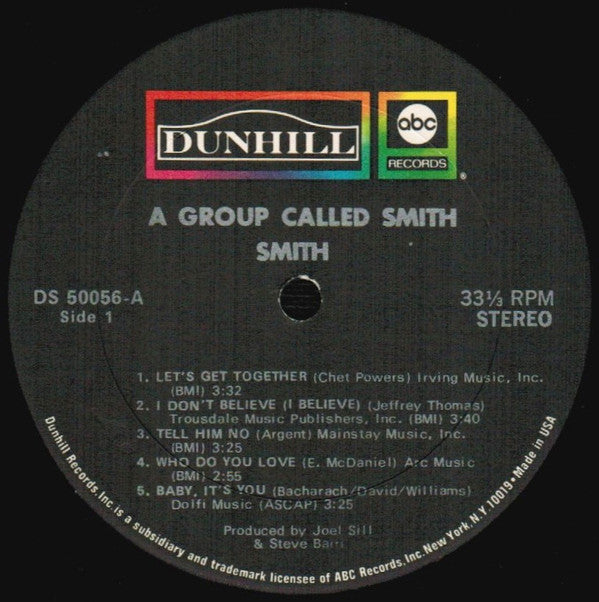 DUNHILL
abc
RECORDS
®
A GROUP CALLED SMITH
SMITH
DS 50056-A
Side 1
33⅓ RPM
STEREO
1. LET'S GET TOGETHER (Chet Powers) Irving Music, Inc.
(BMI) 3:32
2. I DON'T BELIEVE (I BELIEVE) (Jeffrey Thomas)
Trousdale Music Publishers, Inc. (BMI) 3:40
3. TELL HIM NO (Argent) Mainstay Music, Inc.
(BMI) 3:25
4. WHO DO YOU LOVE (E. McDaniel) Arc Music
(BMI) 2:55
5. BABY, IT'S YOU (Bacharach/David/Williams)
Dolfi Music (ASCAP) 3:25
Produced by Joel Sill
& Steve Barri
Dunhill Records, Inc. is a subsidiary and trademark licensee of ABC Records, Inc. New York, N.Y. 10019 • Made in USA